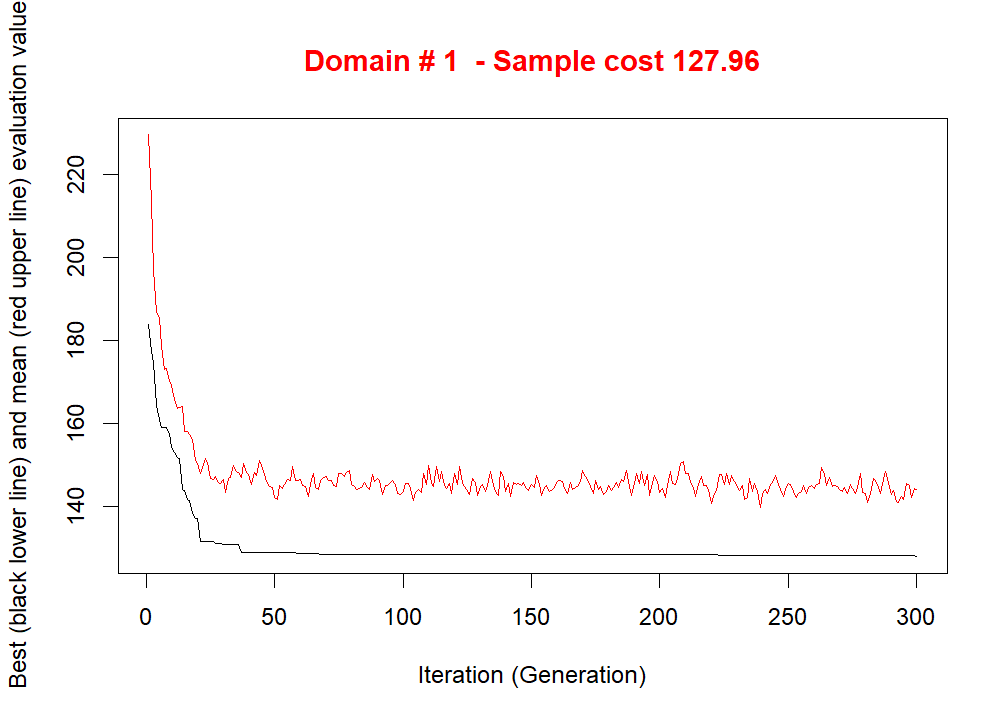 Domain # 1  - Sample cost 127.96
Best (black lower line) and mean (red upper line) evaluation value
220
200
180
160
140
0 50 100 150 200 250 300
Iteration (Generation)